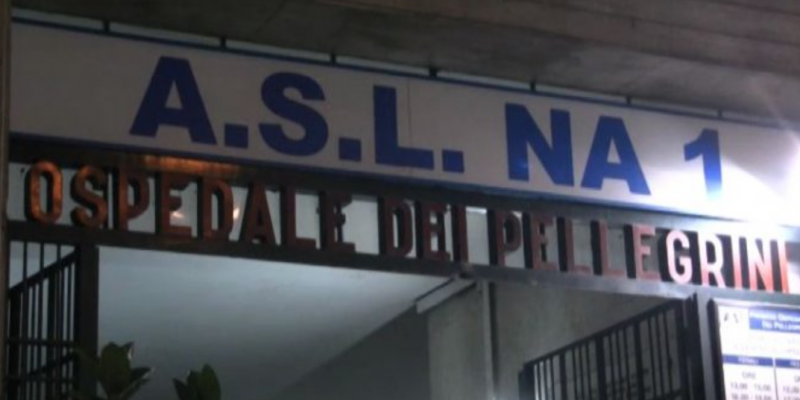 A.S.L. NA 1
OSPEDALE DEI PELLEGRINI